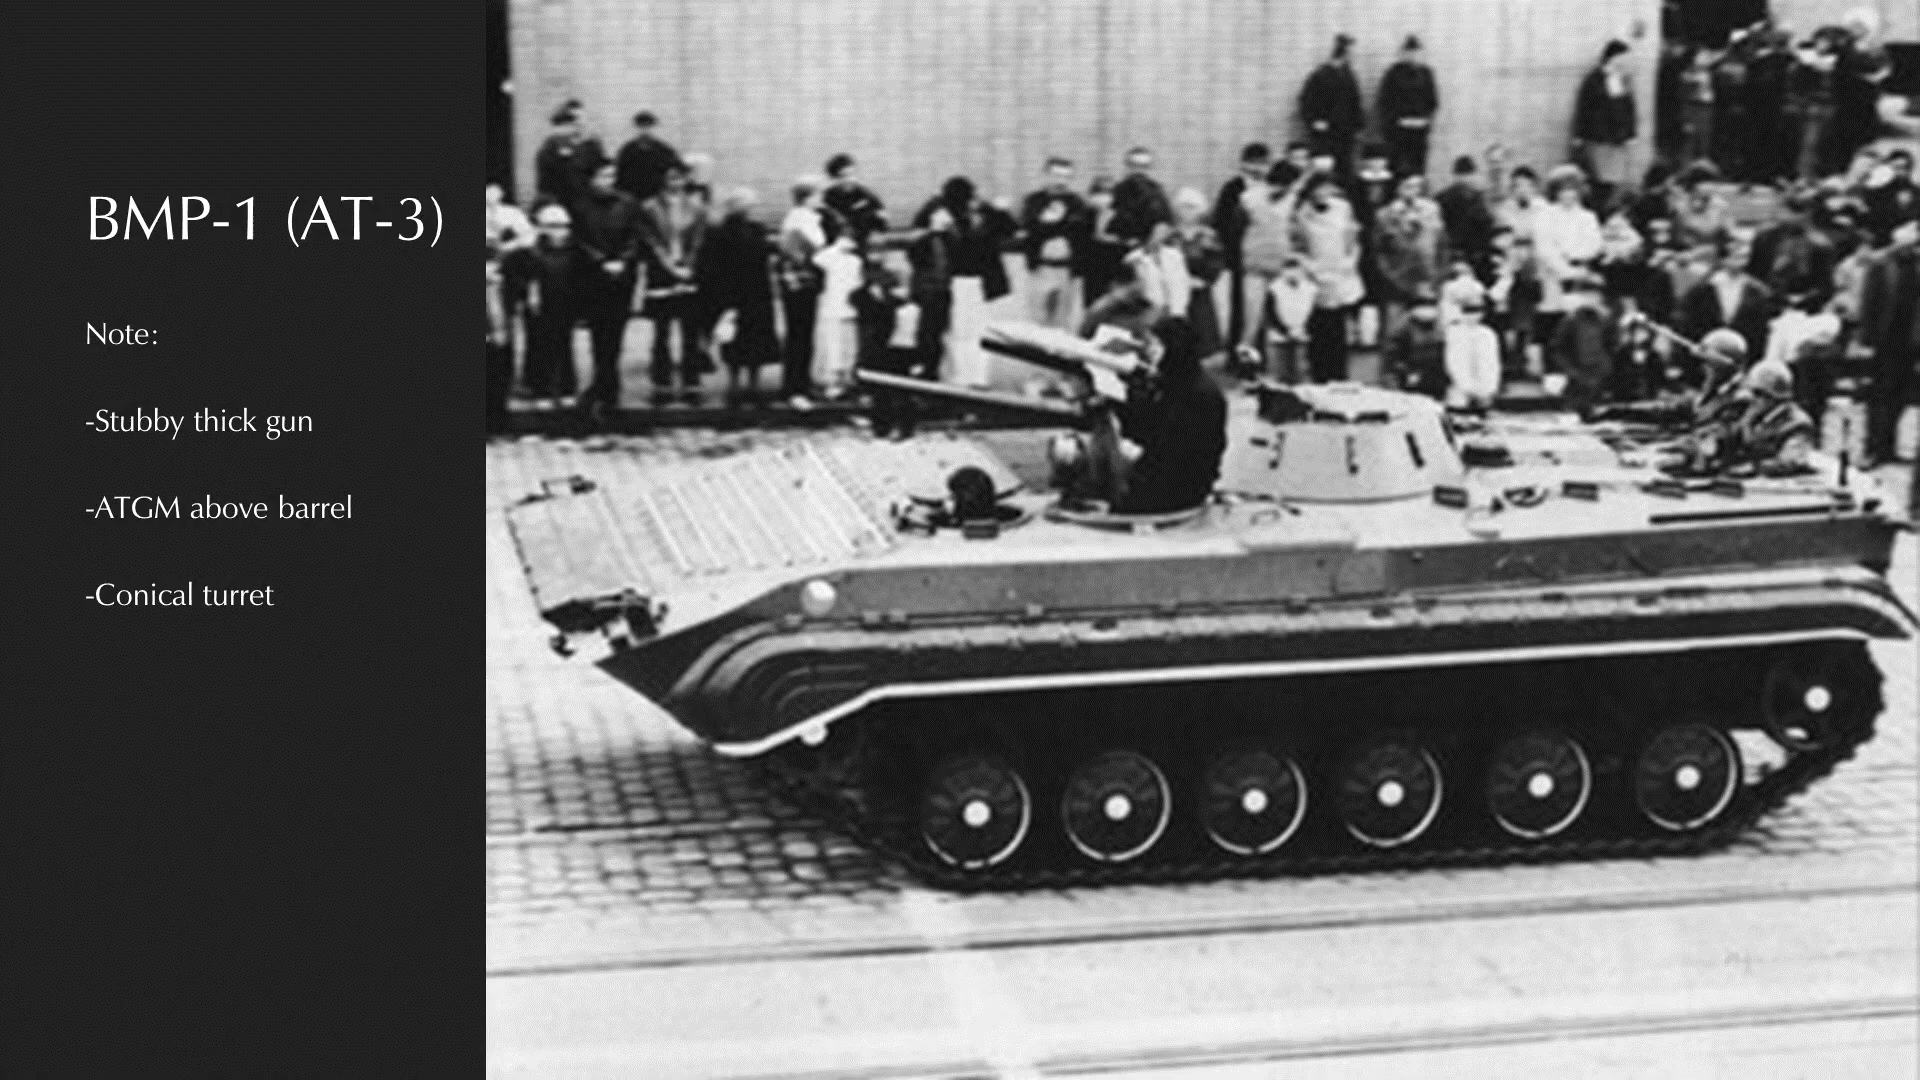 BMP-1 (AT-3)
Note:
-Stubby thick gun
-ATGM above barrel
-Conical turret